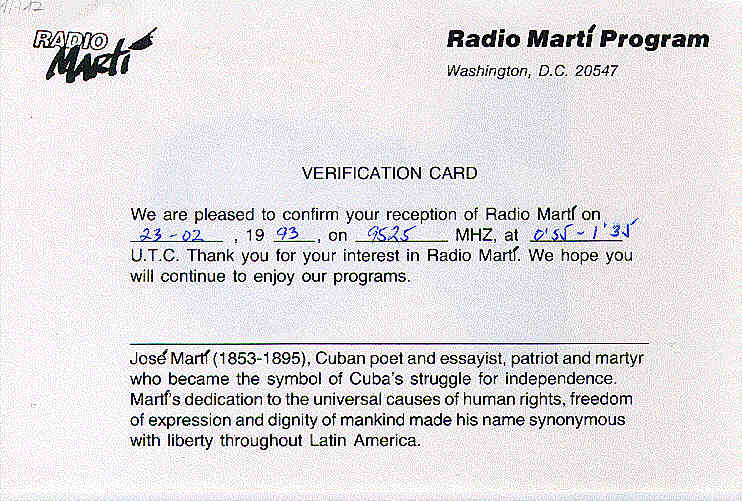 RADIO
Martí
Radio Martí Program
Washington, D.C. 20547
VERIFICATION CARD
We are pleased to confirm your reception of Radio Martí on
23-02, 1993, on 9525 MHZ, at 0'55-1'35
U.T.C. Thank you for your interest in Radio Martí. We hope you
will continue to enjoy our programs.
José Martí (1853-1895), Cuban poet and essayist, patriot and martyr
who became the symbol of Cuba's struggle for independence.
Martí's dedication to the universal causes of human rights, freedom
of expression and dignity of mankind made his name synonymous
with liberty throughout Latin America.